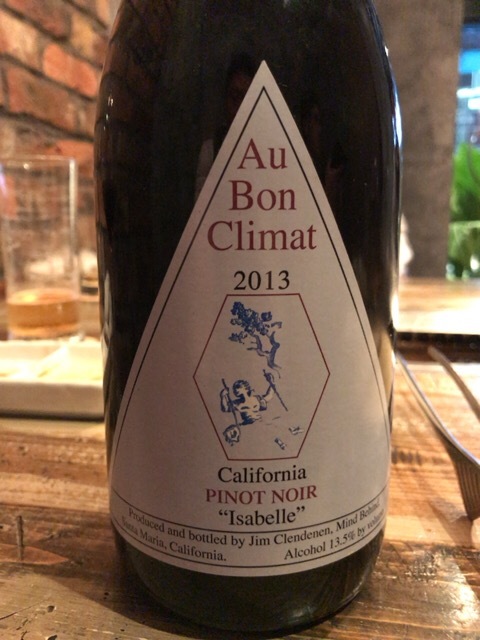 Au
Bon
Climat
2013
California
PINOT NOIR
“Isabelle”
Produced and bottled by Jim Clendenen, Mind Behind,
Santa Maria, California. Alcohol 13.5% by volume